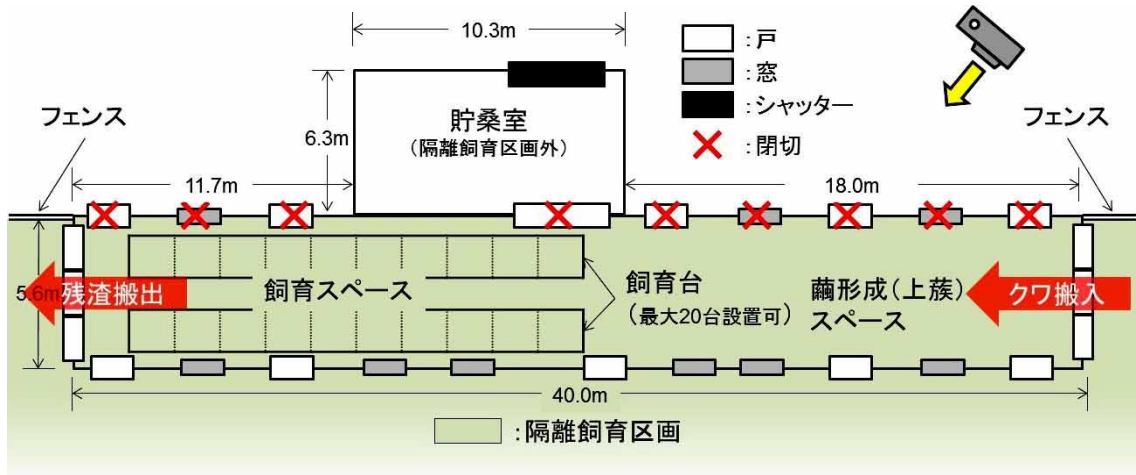 10.3m
:戸
:窓
:シャッター
:閉切
フェンス
6.3m
貯桑室
(隔離飼育区画外)
フェンス
11.7m
18.0m
5.6m
残渣搬出
飼育スペース
飼育台
(最大20台設置可)
繭形成(上蔟)
スペース
クワ搬入
40.0m
:隔離飼育区画